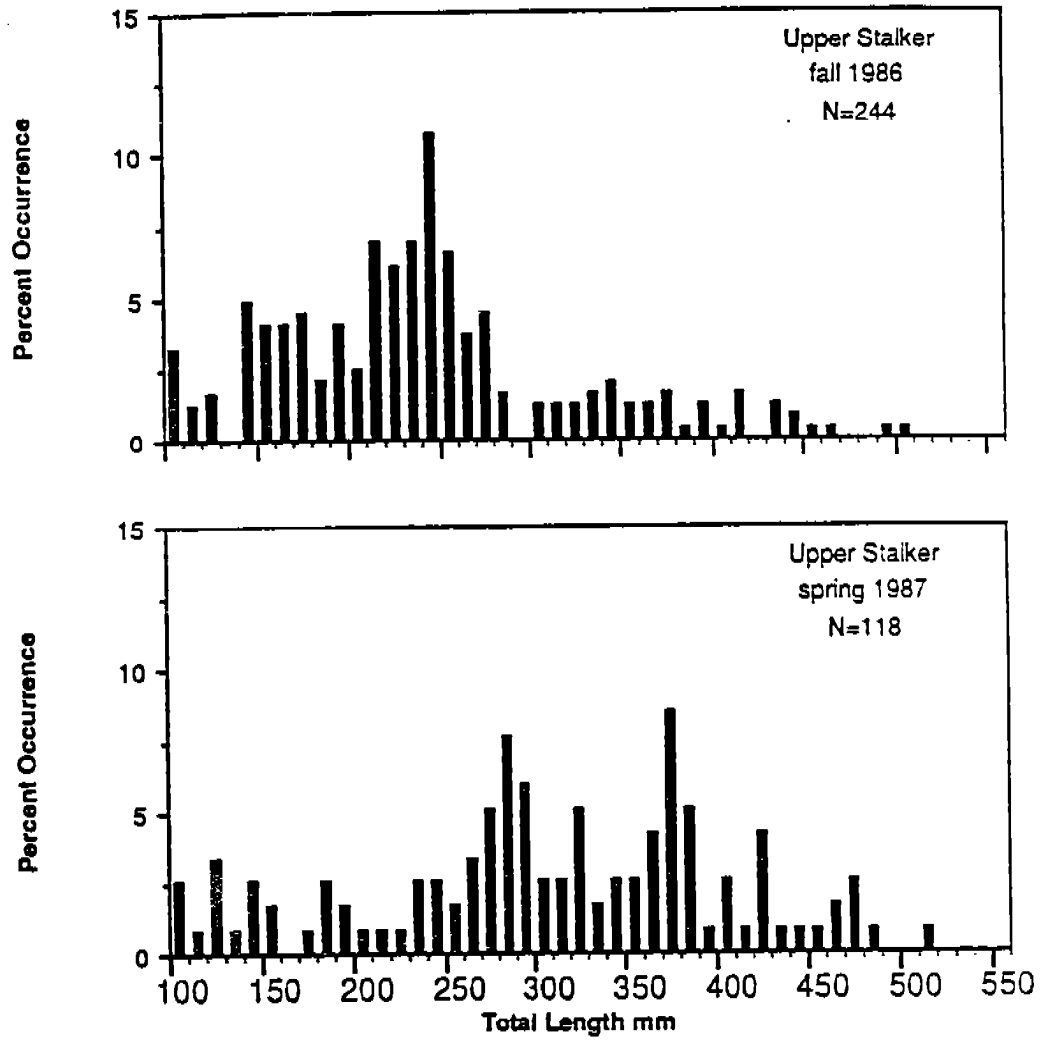 15
10
5
0
Percent Occurrence
Upper Stalker
fall 1986
N=244
15
10
5
0
Percent Occurrence
Upper Stalker
spring 1987
N=118
100 150 200 250 300 350 400 450 500 550
Total Length mm